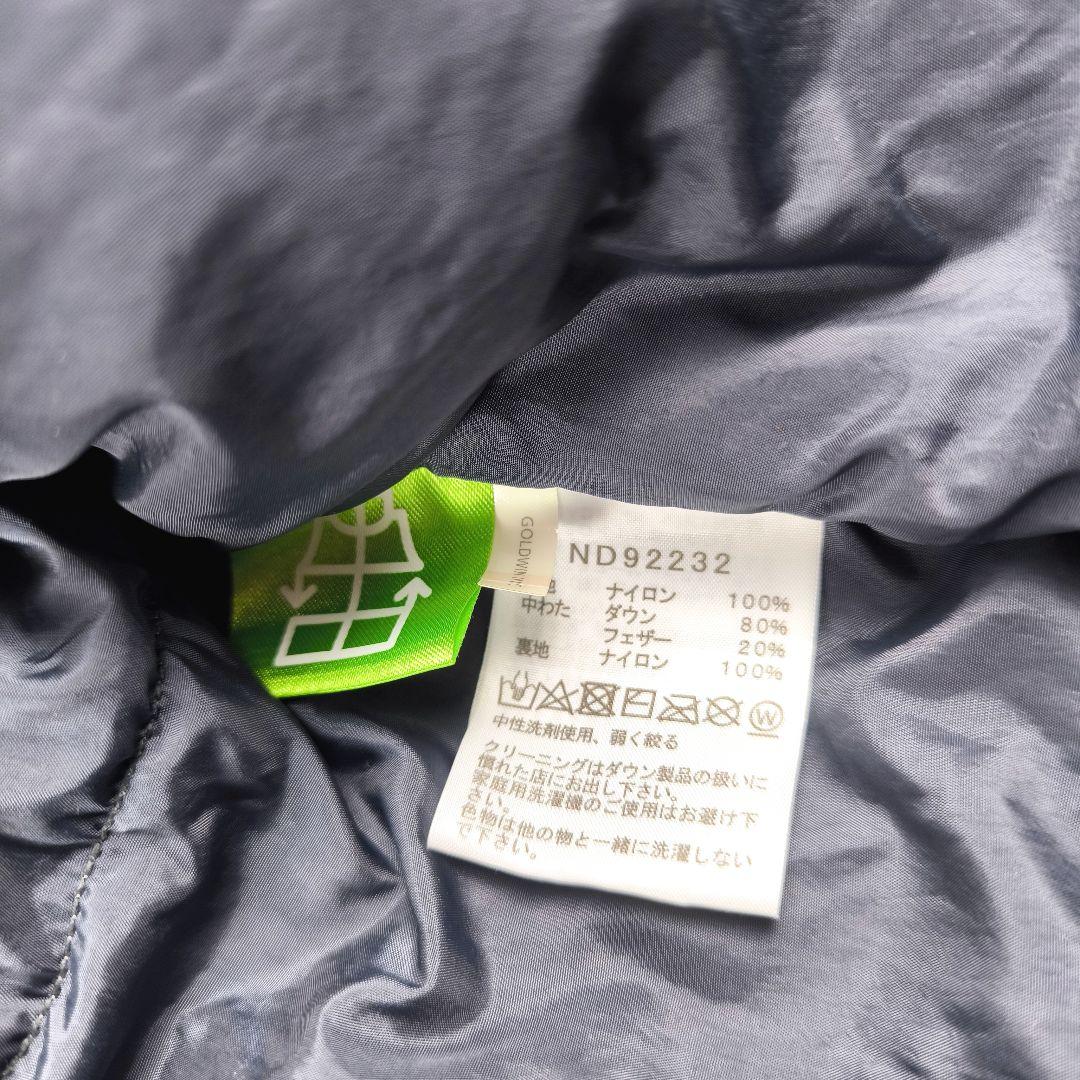 GOLDWIN
ND92232
地 ナイロン 100%
中わた ダウン 80%
フェザー 20%
裏地 ナイロン 100%
W
中性洗剤使用、弱く絞る
クリーニングはダウン製品の扱いに
慣れた店にお出し下さい。
家庭用洗濯機のご使用はお避け下
さい。
色物は他の物と一緒に洗濯しない
で下さい。